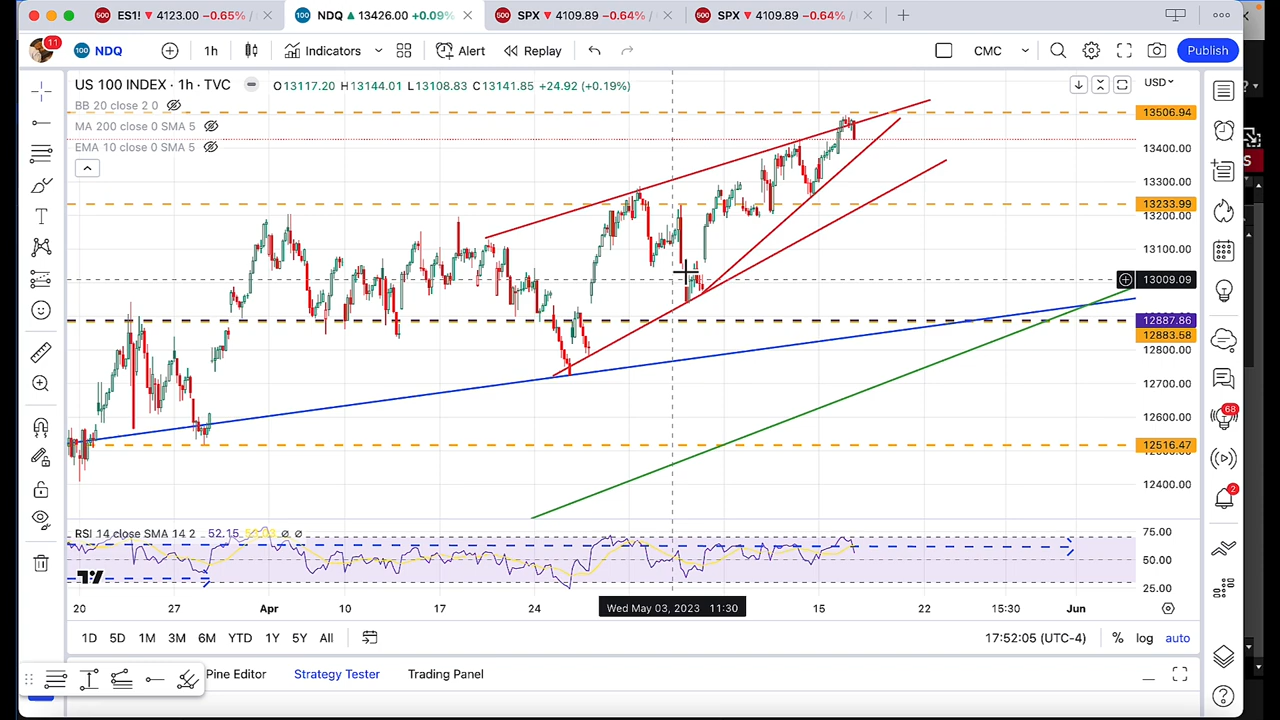 ES1! ▼ 4123.00 −0.65% /
NDQ ▲ 13426.00 +0.09%
SPX ▼ 4109.89 −0.64% /
SPX ▼ 4109.89 −0.64% /
11
100 NDQ
1h
Indicators
Alert
Replay
CMC
Publish
US 100 INDEX · 1h · TVC
O13117.20 H13144.01 L13108.83 C13141.85 +24.92 (+0.19%)
USD
BB 20 close 2 0
MA 200 close 0 SMA 5
EMA 10 close 0 SMA 5
13506.94
13400.00
13300.00
13233.99
13200.00
13100.00
13009.09
12887.86
12883.58
12800.00
12700.00
12600.00
12516.47
12400.00
RSI 14 close SMA 14 2 52.15
75.00
50.00
25.00
20 27 Apr 10 17 24 Wed May 03, 2023 11:30 15 22 15:30 Jun
1D 5D 1M 3M 6M YTD 1Y 5Y All
17:52:05 (UTC-4) % log auto
Pine Editor Strategy Tester Trading Panel
68
2